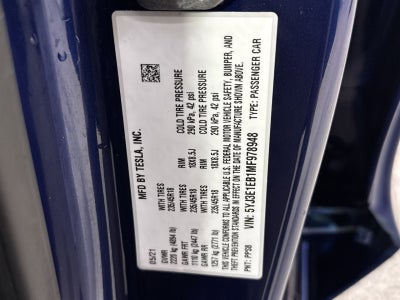 MFD BY TESLA, INC.
05/21
GVWR
2220 kg (4894 lb)
GAWR FRT WITH TIRES RIM COLD TIRE PRESSURE
1110 kg (2447 lb) 235/45R18 18X8.5J 290 kPa, 42 psi
GAWR RR WITH TIRES RIM COLD TIRE PRESSURE
1257 kg (2771 lb) 235/45R18 18X8.5J 290 kPa, 42 psi
THIS VEHICLE CONFORMS TO ALL APPLICABLE U.S. FEDERAL MOTOR VEHICLE SAFETY, BUMPER, AND
THEFT PREVENTION STANDARDS IN EFFECT ON THE DATE OF MANUFACTURE SHOWN ABOVE.
VIN: 5YJ3E1EB1MF978948 TYPE: PASSENGER CAR
PNT: PPSB